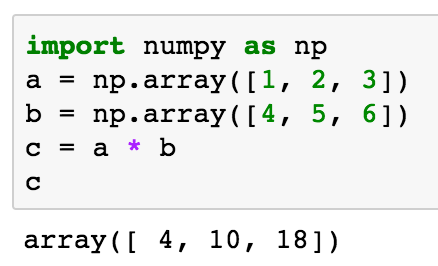 import numpy as np
a = np.array([1, 2, 3])
b = np.array([4, 5, 6])
c = a * b
c
array([ 4, 10, 18])